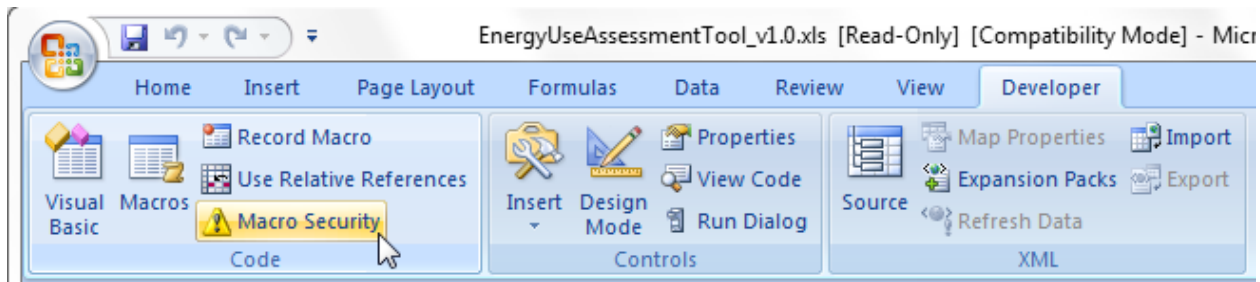 EnergyUseAssessmentTool_v1.0.xls [Read-Only] [Compatibility Mode] - Micr
Home Insert Page Layout Formulas Data Review View Developer
Visual Basic
Macros
Record Macro
Use Relative References
Macro Security
Code
Insert
Design Mode
Properties
View Code
Run Dialog
Controls
Source
Map Properties
Expansion Packs
Refresh Data
Import
Export
XML